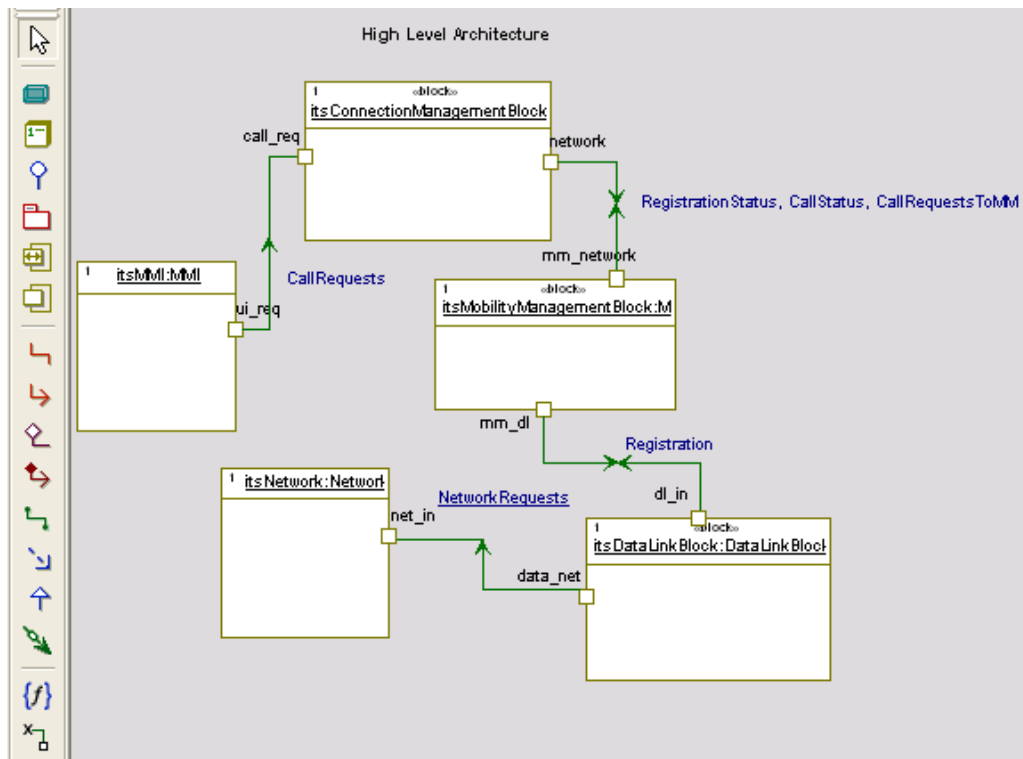 High Level Architecture
1
«block»
itsConnectionManagementBlock
call_req
network
RegistrationStatus, CallStatus, CallRequestsToMM
mm_network
1
itsMMI:MMI
CallRequests
1
«block»
itsMobilityManagementBlock:M
ui_req
mm_dl
Registration
1
itsNetwork:Network
NetworkRequests
dl_in
net_in
1
«block»
itsDataLinkBlock:DataLinkBlock
data_net
{f}